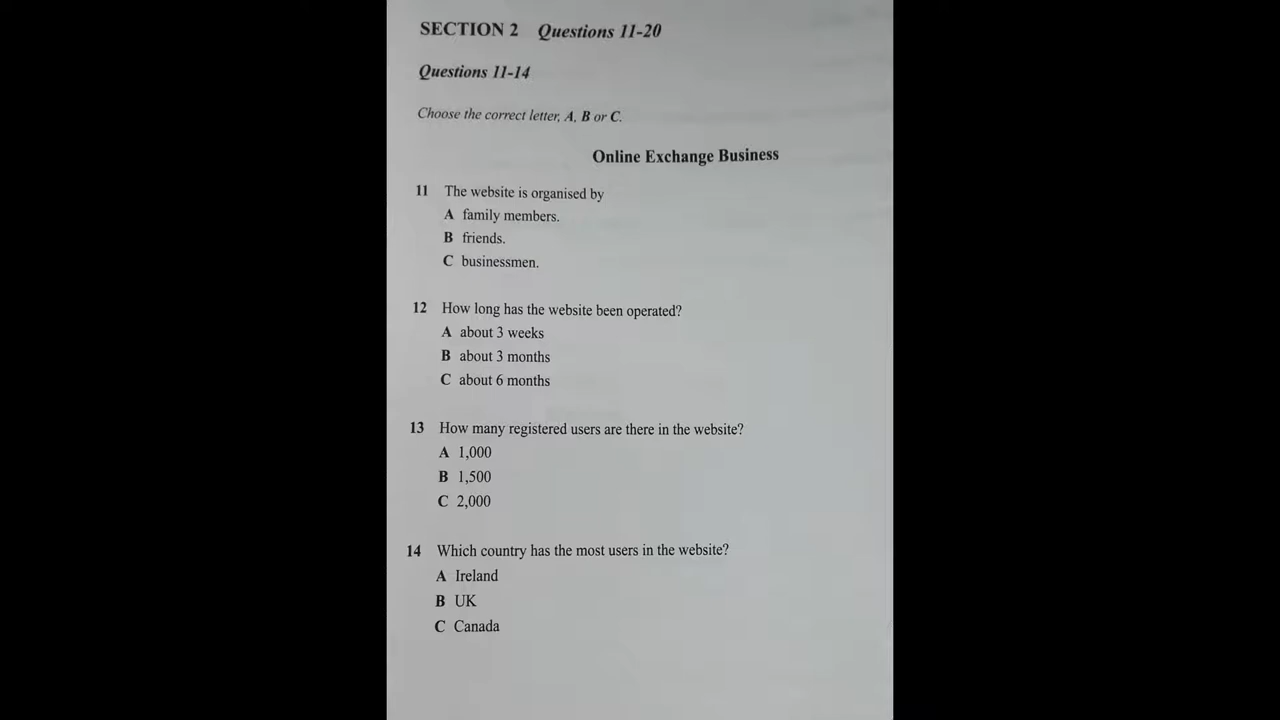 SECTION 2 Questions 11-20
Questions 11-14
Choose the correct letter, A, B or C.
Online Exchange Business
11 The website is organised by
A family members.
B friends.
C businessmen.
12 How long has the website been operated?
A about 3 weeks
B about 3 months
C about 6 months
13 How many registered users are there in the website?
A 1,000
B 1,500
C 2,000
14 Which country has the most users in the website?
A Ireland
B UK
C Canada